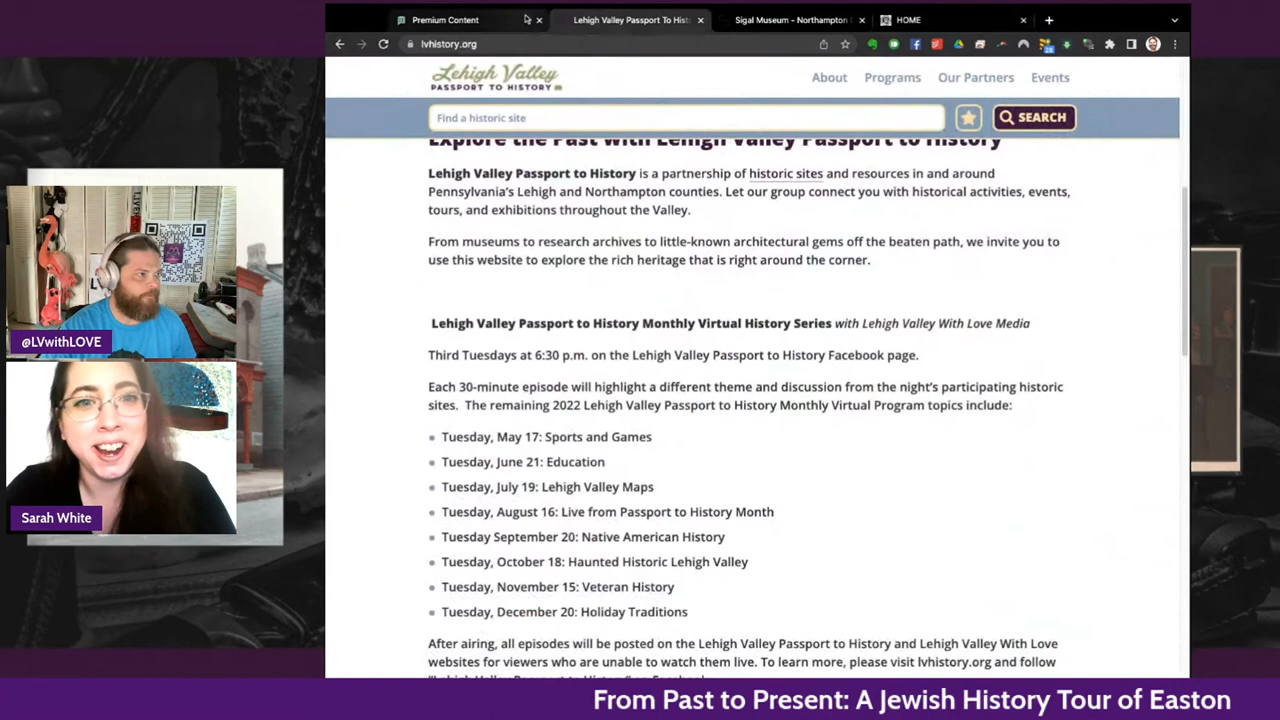 Premium Content
Lehigh Valley Passport To Hist
Sigal Museum - Northampton C
HOME
lvhistory.org
Lehigh Valley
PASSPORT TO HISTORY
About
Programs
Our Partners
Events
Find a historic site
SEARCH
Explore the Past with Lehigh Valley Passport to History
Lehigh Valley Passport to History is a partnership of historic sites and resources in and around
Pennsylvania's Lehigh and Northampton counties. Let our group connect you with historical activities, events,
tours, and exhibitions throughout the Valley.
From museums to research archives to little-known architectural gems off the beaten path, we invite you to
use this website to explore the rich heritage that is right around the corner.
Lehigh Valley Passport to History Monthly Virtual History Series with Lehigh Valley With Love Media
Third Tuesdays at 6:30 p.m. on the Lehigh Valley Passport to History Facebook page.
Each 30-minute episode will highlight a different theme and discussion from the night's participating historic
sites. The remaining 2022 Lehigh Valley Passport to History Monthly Virtual Program topics include:
Tuesday, May 17: Sports and Games
Tuesday, June 21: Education
Tuesday, July 19: Lehigh Valley Maps
Tuesday, August 16: Live from Passport to History Month
Tuesday September 20: Native American History
Tuesday, October 18: Haunted Historic Lehigh Valley
Tuesday, November 15: Veteran History
Tuesday, December 20: Holiday Traditions
After airing, all episodes will be posted on the Lehigh Valley Passport to History and Lehigh Valley With Love
websites for viewers who are unable to watch them live. To learn more, please visit lvhistory.org and follow
@LVwithLOVE
Sarah White
From Past to Present: A Jewish History Tour of Easton